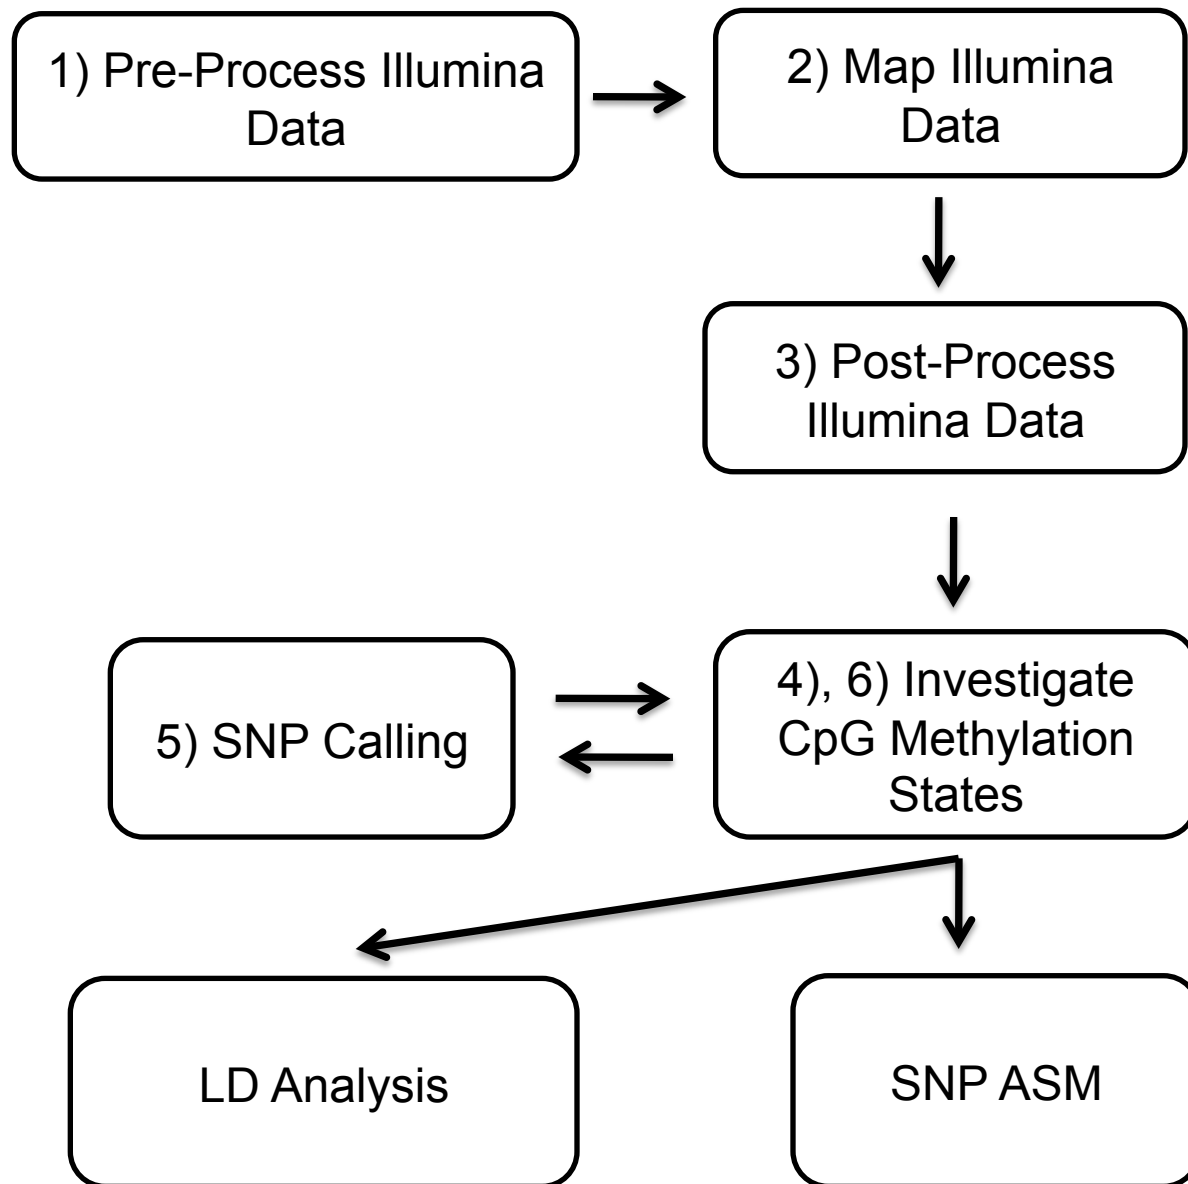 1) Pre-Process Illumina
Data
2) Map Illumina
Data
3) Post-Process
Illumina Data
4), 6) Investigate
CpG Methylation
States
5) SNP Calling
LD Analysis
SNP ASM